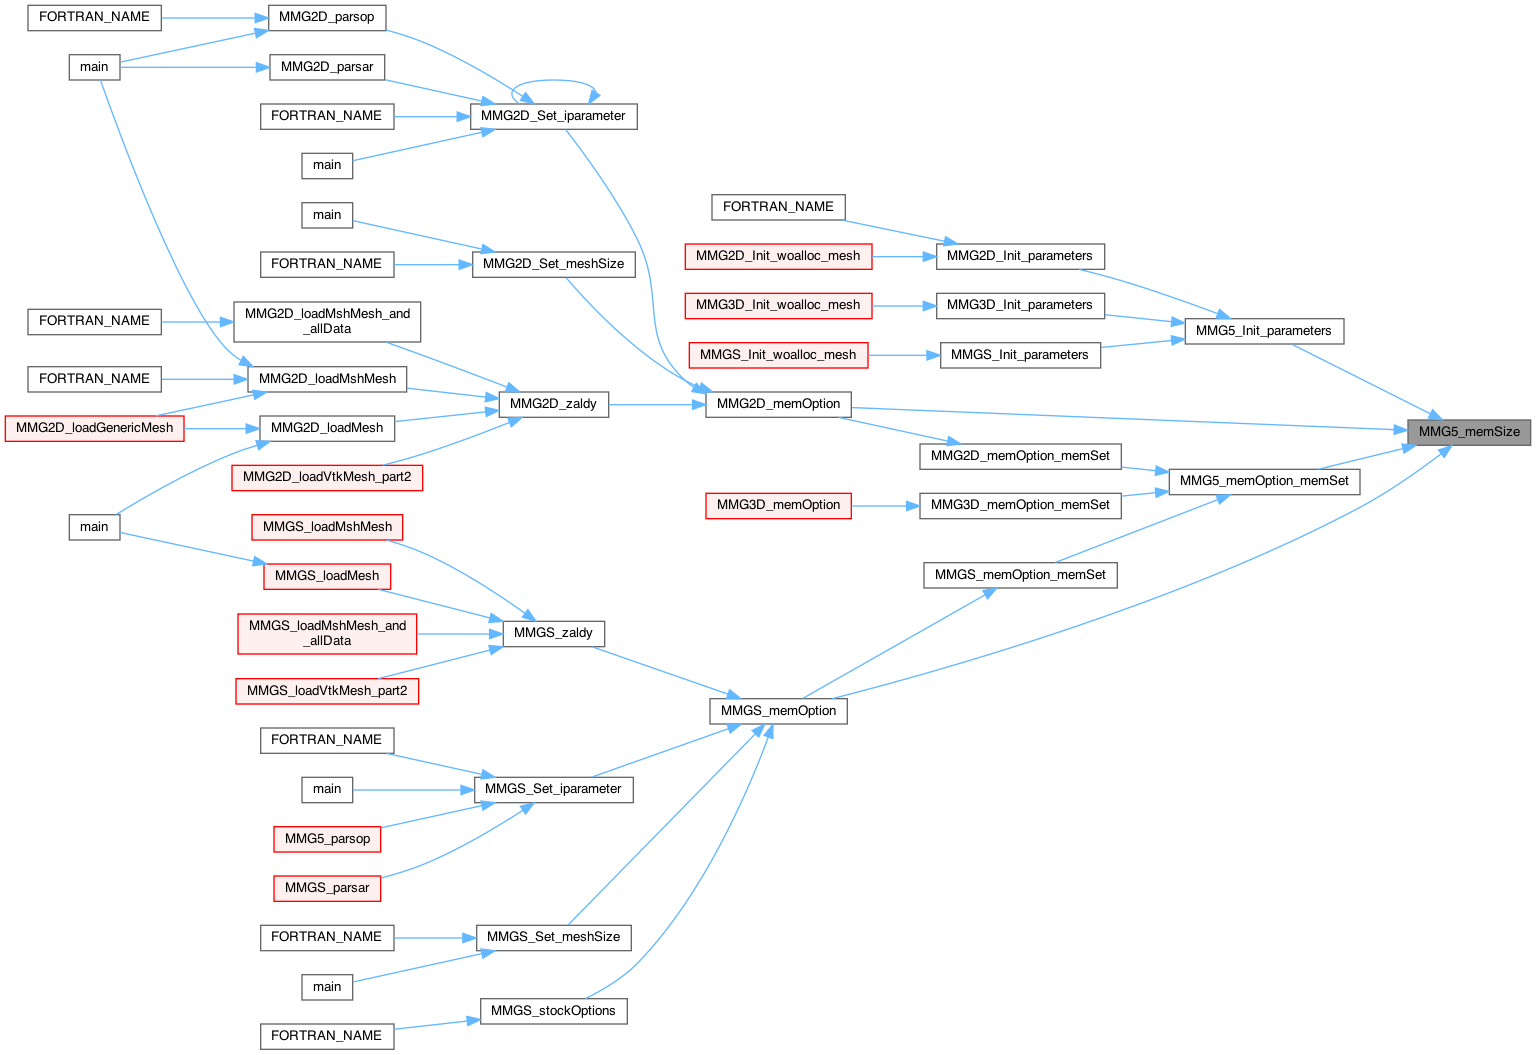 FORTRAN_NAME
MMG2D_parsop
main
MMG2D_parsar
FORTRAN_NAME
MMG2D_Set_iparameter
main
main
FORTRAN_NAME
MMG2D_Set_meshSize
FORTRAN_NAME
MMG2D_Init_woalloc_mesh
MMG2D_Init_parameters
MMG3D_Init_woalloc_mesh
MMG3D_Init_parameters
MMG5_Init_parameters
MMGS_Init_woalloc_mesh
MMGS_Init_parameters
FORTRAN_NAME
MMG2D_loadMshMesh_and
_allData
FORTRAN_NAME
MMG2D_loadMshMesh
MMG2D_loadGenericMesh
MMG2D_loadMesh
MMG2D_zaldy
MMG2D_memOption
MMG5_memSize
MMG2D_loadVtkMesh_part2
MMG2D_memOption_memSet
MMG5_memOption_memSet
MMG3D_memOption
MMG3D_memOption_memSet
main
MMGS_loadMshMesh
MMGS_loadMesh
MMGS_memOption_memSet
MMGS_loadMshMesh_and
_allData
MMGS_zaldy
MMGS_loadVtkMesh_part2
MMGS_memOption
FORTRAN_NAME
main
MMGS_Set_iparameter
MMG5_parsop
MMGS_parsar
FORTRAN_NAME
MMGS_Set_meshSize
main
MMGS_stockOptions
FORTRAN_NAME